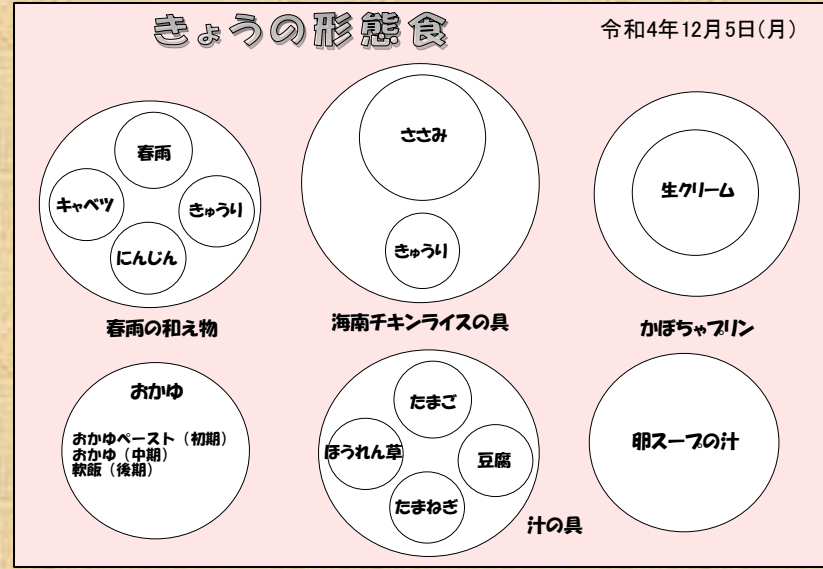 きょうの形態食
令和4年12月5日(月)
春雨
キャベツ
きゅうり
にんじん
春雨の和え物
ささみ
きゅうり
海南チキンライスの具
生クリーム
かぼちゃプリン
おかゆ
おかゆペースト（初期）
おかゆ（中期）
軟飯（後期）
たまご
ほうれん草
豆腐
たまねぎ
汁の具
卵スープの汁